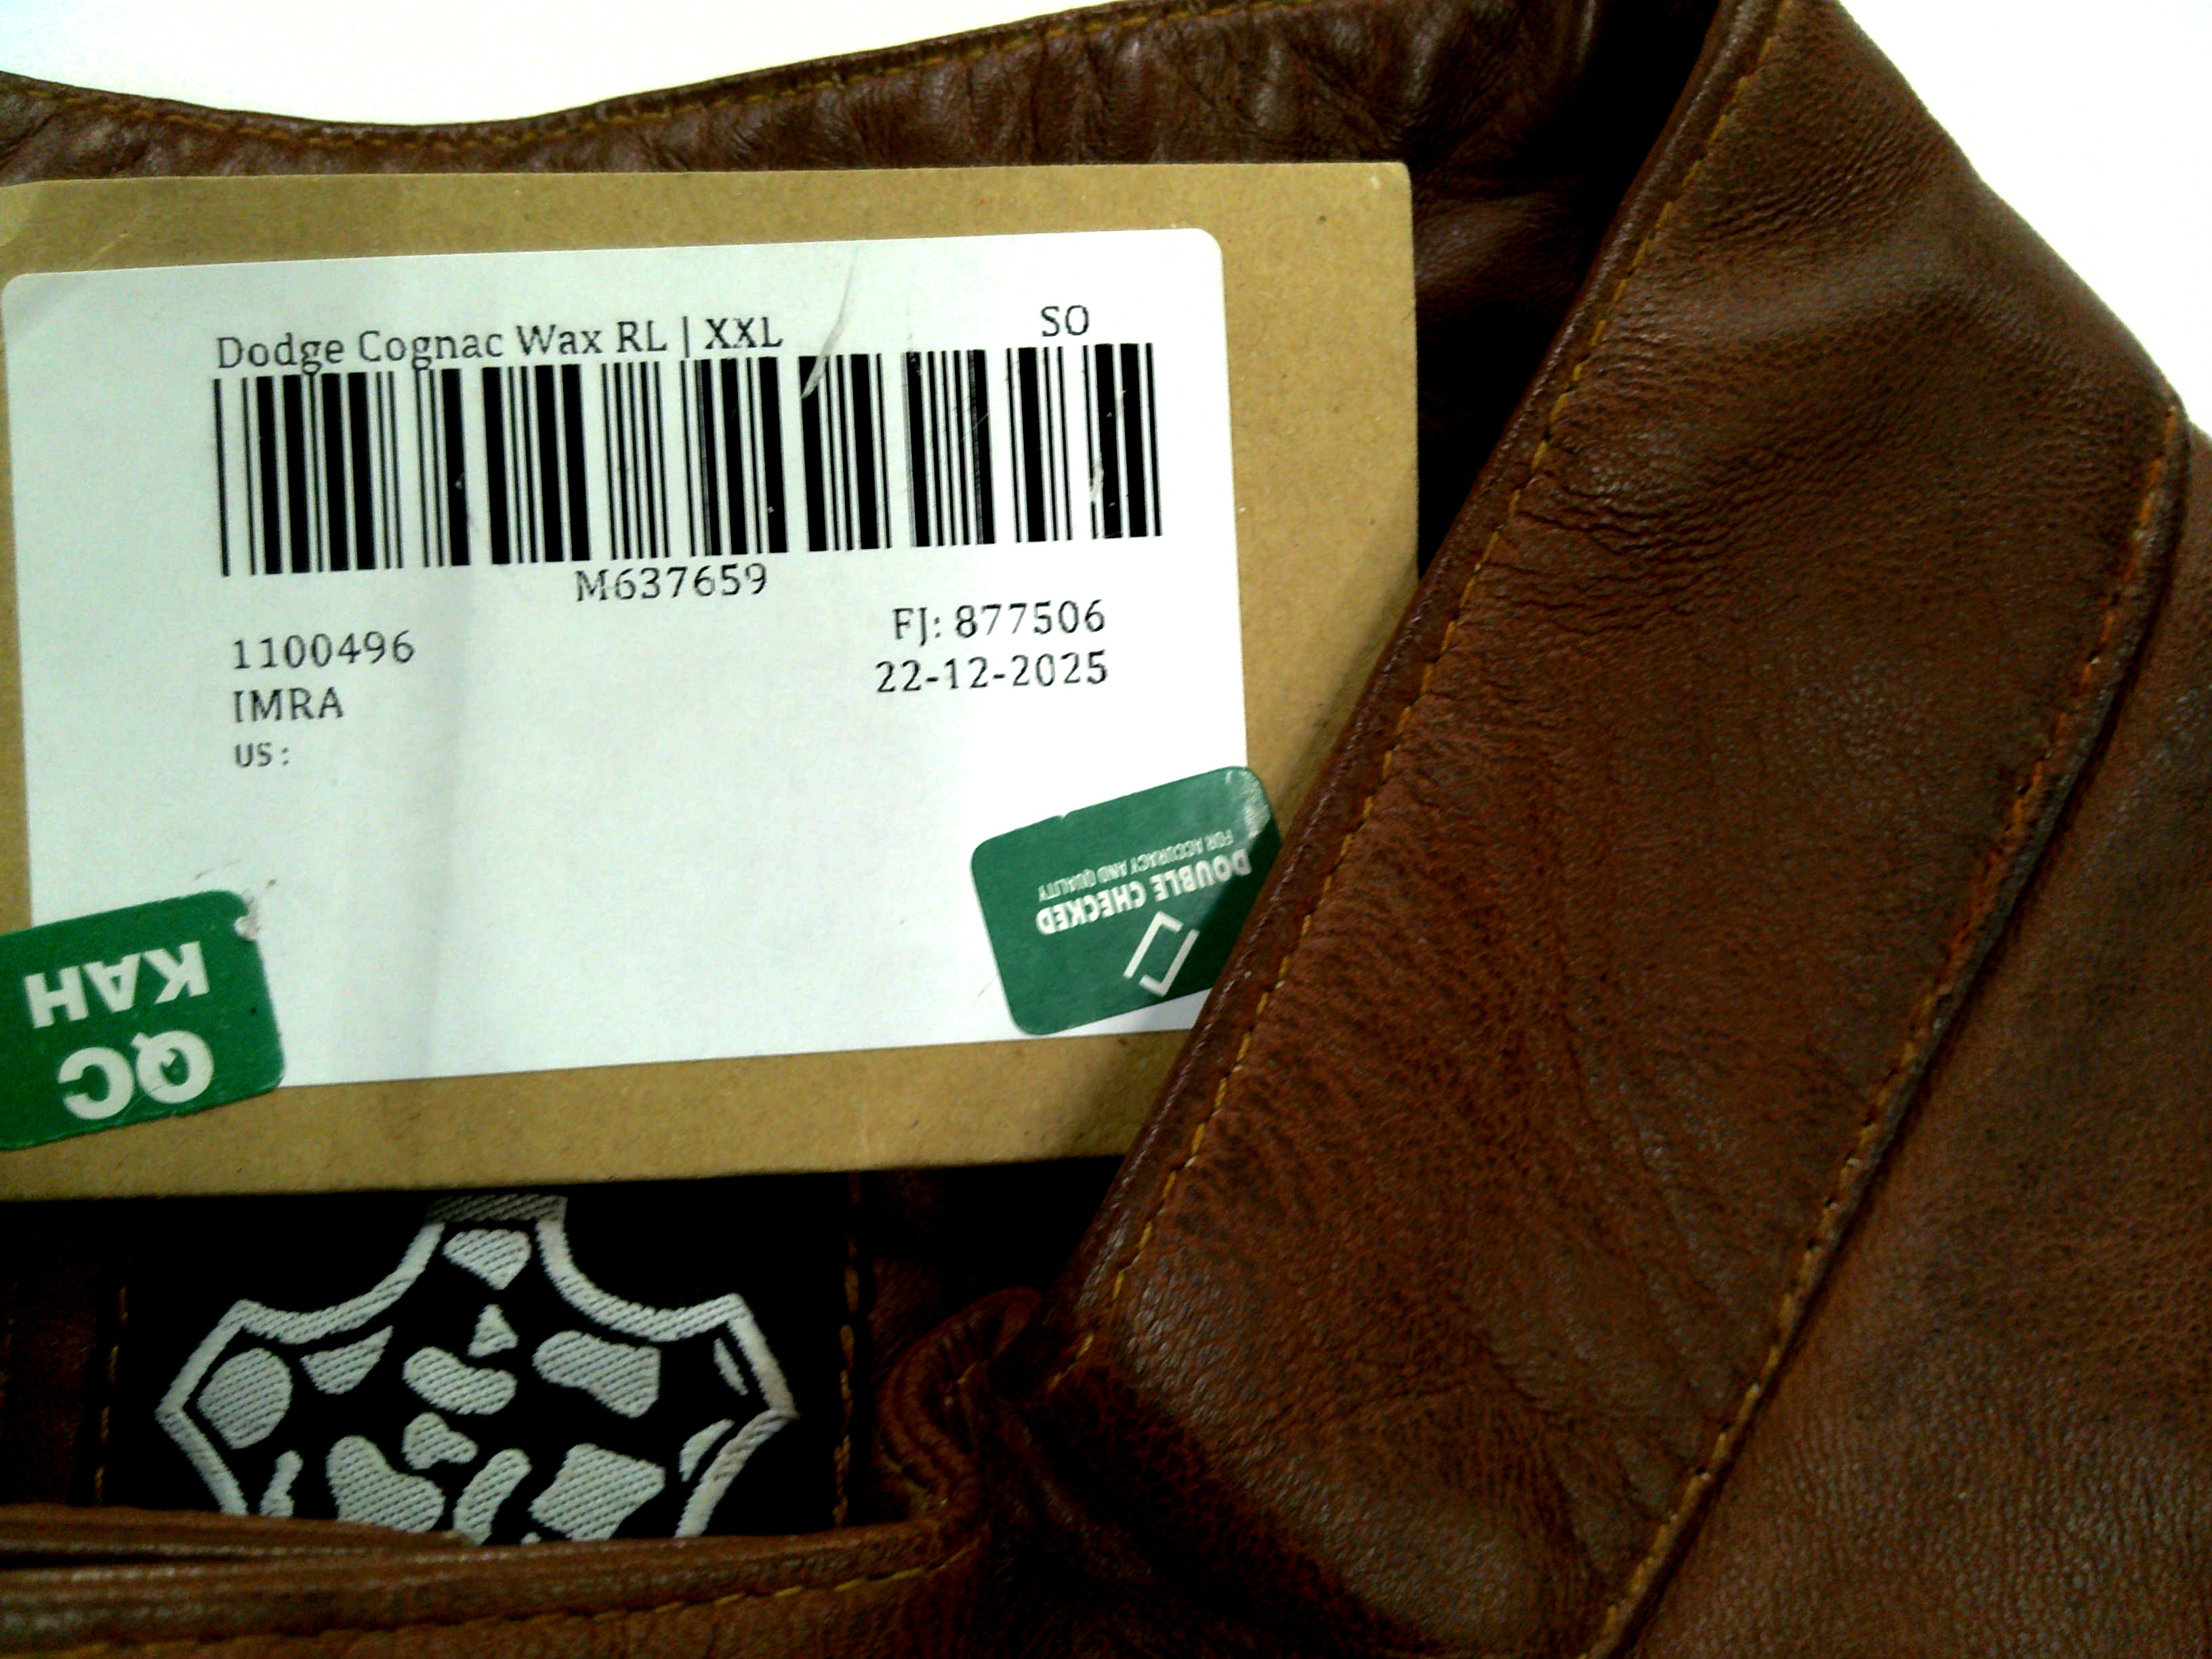 Dodge Cognac Wax RL | XXL
SO
M637659
1100496
FJ: 877506
IMRA
22-12-2025
US :
DOUBLE CHECKED
FOR ACCURACY AND QUALITY
QC
KAH